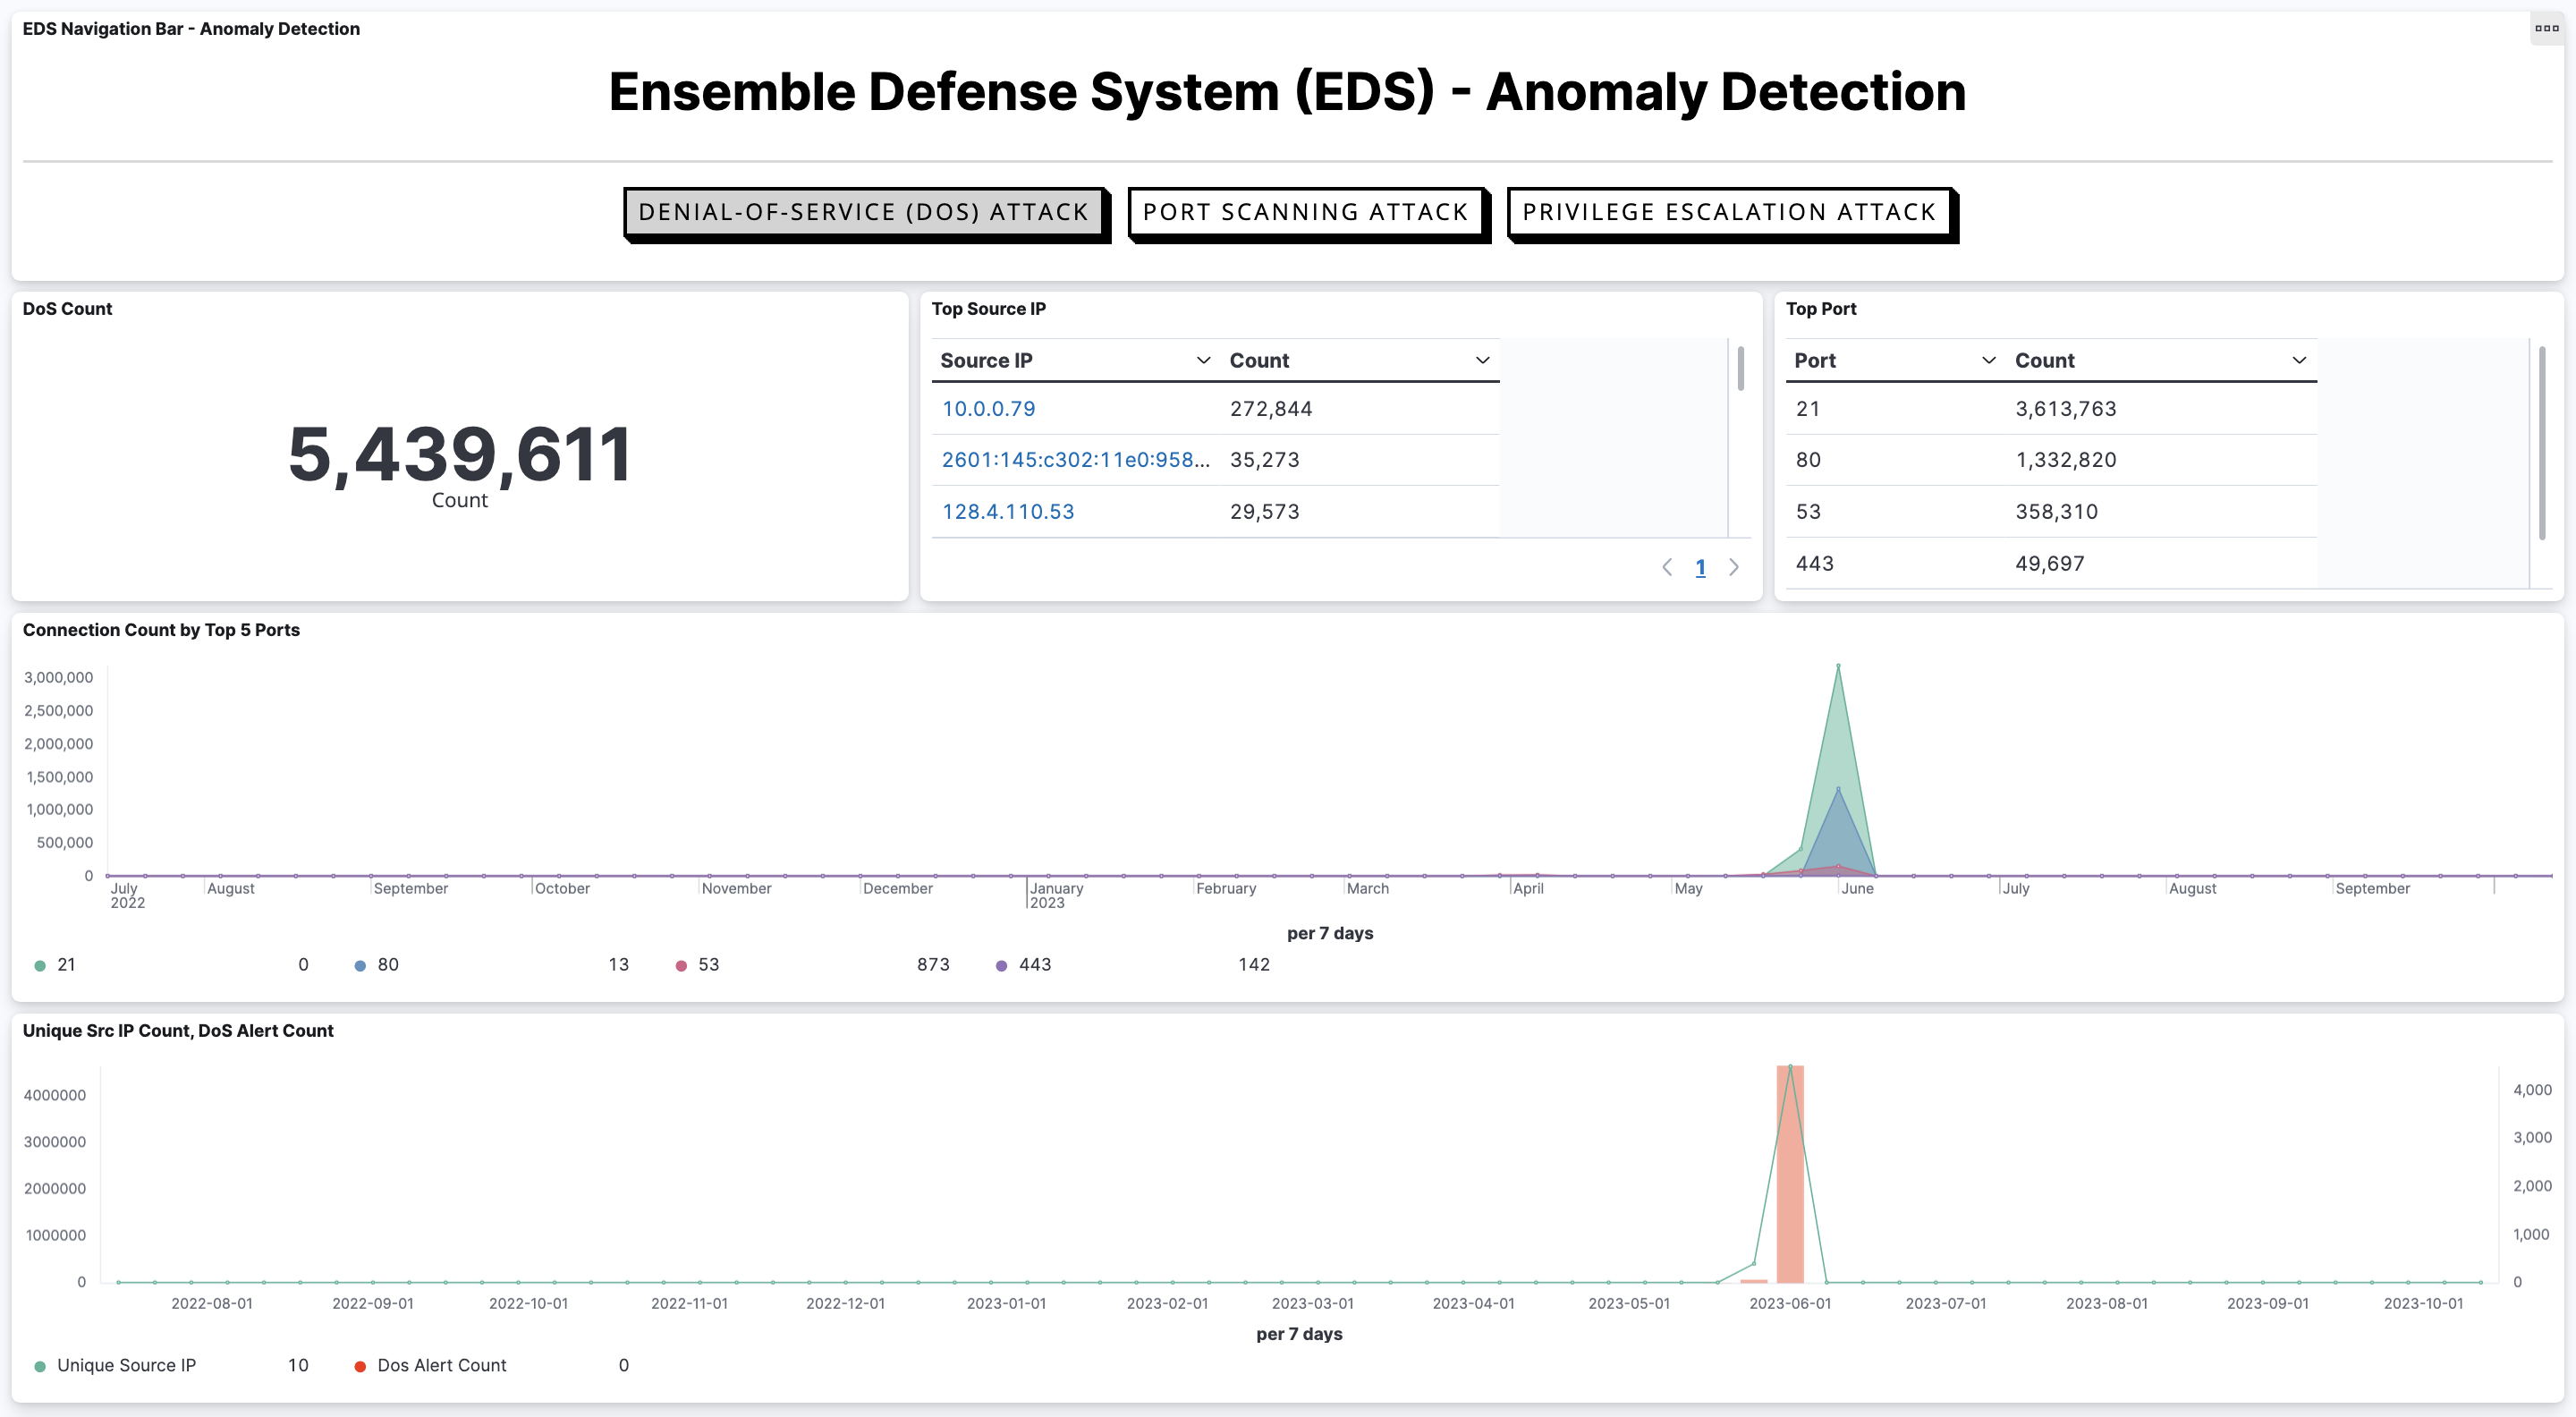 EDS Navigation Bar - Anomaly Detection
Ensemble Defense System (EDS) - Anomaly Detection
DENIAL-OF-SERVICE (DOS) ATTACK PORT SCANNING ATTACK PRIVILEGE ESCALATION ATTACK
DoS Count
5,439,611
Count
Top Source IP
Source IP Count
10.0.0.79 272,844
2601:145:c302:11e0:958... 35,273
128.4.110.53 29,573
1
Top Port
Port Count
21 3,613,763
80 1,332,820
53 358,310
443 49,697
Connection Count by Top 5 Ports
3,000,000
2,500,000
2,000,000
1,500,000
1,000,000
500,000
0
July August September October November December January February March April May June July August September
2022 2023
per 7 days
21 0 80 13 53 873 443 142
Unique Src IP Count, DoS Alert Count
4000000
3000000
2000000
1000000
0
4,000
3,000
2,000
1,000
0
2022-08-01 2022-09-01 2022-10-01 2022-11-01 2022-12-01 2023-01-01 2023-02-01 2023-03-01 2023-04-01 2023-05-01 2023-06-01 2023-07-01 2023-08-01 2023-09-01 2023-10-01
per 7 days
Unique Source IP 10 Dos Alert Count 0